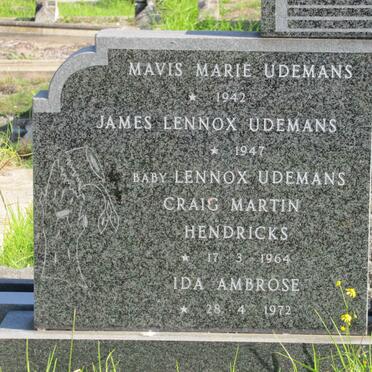 MAVIS MARIE UDEMANS
★ 1942
JAMES LENNOX UDEMANS
★ 1947
BABY LENNOX UDEMANS
CRAIG MARTIN
HENDRICKS
★ 17 · 3 · 1964
IDA AMBROSE
★ 28 · 4 · 1972